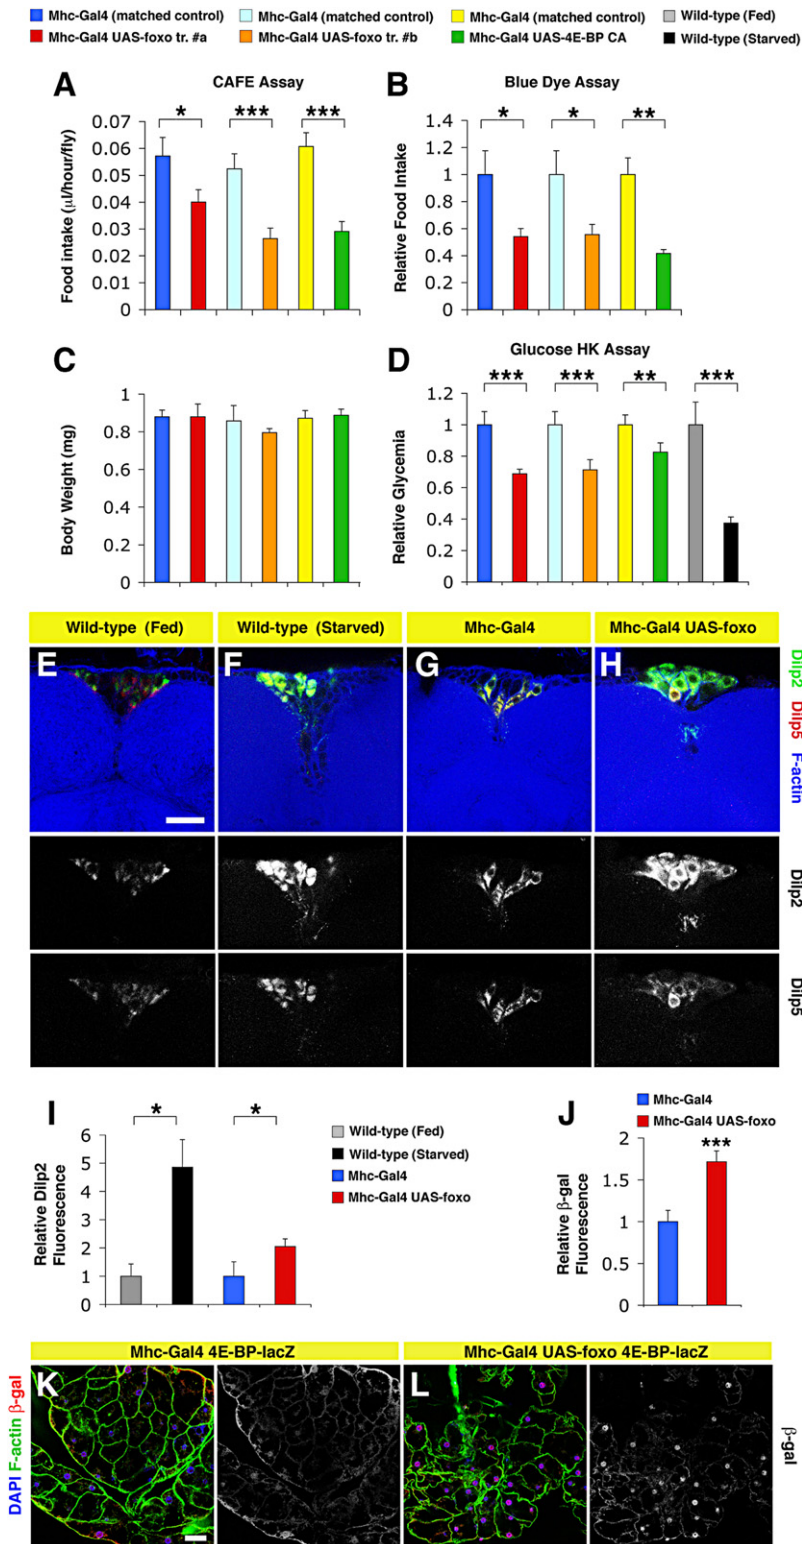 Mhc-Gal4 (matched control)
Mhc-Gal4 (matched control)
Mhc-Gal4 (matched control)
Wild-type (Fed)
Mhc-Gal4 UAS-foxo tr. #a
Mhc-Gal4 UAS-foxo tr. #b
Mhc-Gal4 UAS-4E-BP CA
Wild-type (Starved)
A
CAFE Assay
Food intake (µl/hour/fly)
0.07
0.06
0.05
0.04
0.03
0.02
0.01
0
*
***
***
B
Blue Dye Assay
Relative Food Intake
1.4
1.2
1
0.8
0.6
0.4
0.2
0
*
*
**
C
Body Weight (mg)
1
0.8
0.6
0.4
0.2
0
D
Glucose HK Assay
Relative Glycemia
1.2
1
0.8
0.6
0.4
0.2
0
***
***
**
***
Wild-type (Fed)
Wild-type (Starved)
Mhc-Gal4
Mhc-Gal4 UAS-foxo
E
F
G
H
Dilp2 Dilp5 F-actin
Dilp2
Dilp5
I
Relative Dilp2
Fluorescence
6
5
4
2
1
0
*
*
Wild-type (Fed)
Wild-type (Starved)
Mhc-Gal4
Mhc-Gal4 UAS-foxo
J
Mhc-Gal4
Mhc-Gal4 UAS-foxo
Relative β-gal
Fluorescence
2
1.5
1
0.5
0
***
Mhc-Gal4 4E-BP-lacZ
Mhc-Gal4 UAS-foxo 4E-BP-lacZ
K
L
DAPI F-actin β-gal
β-gal